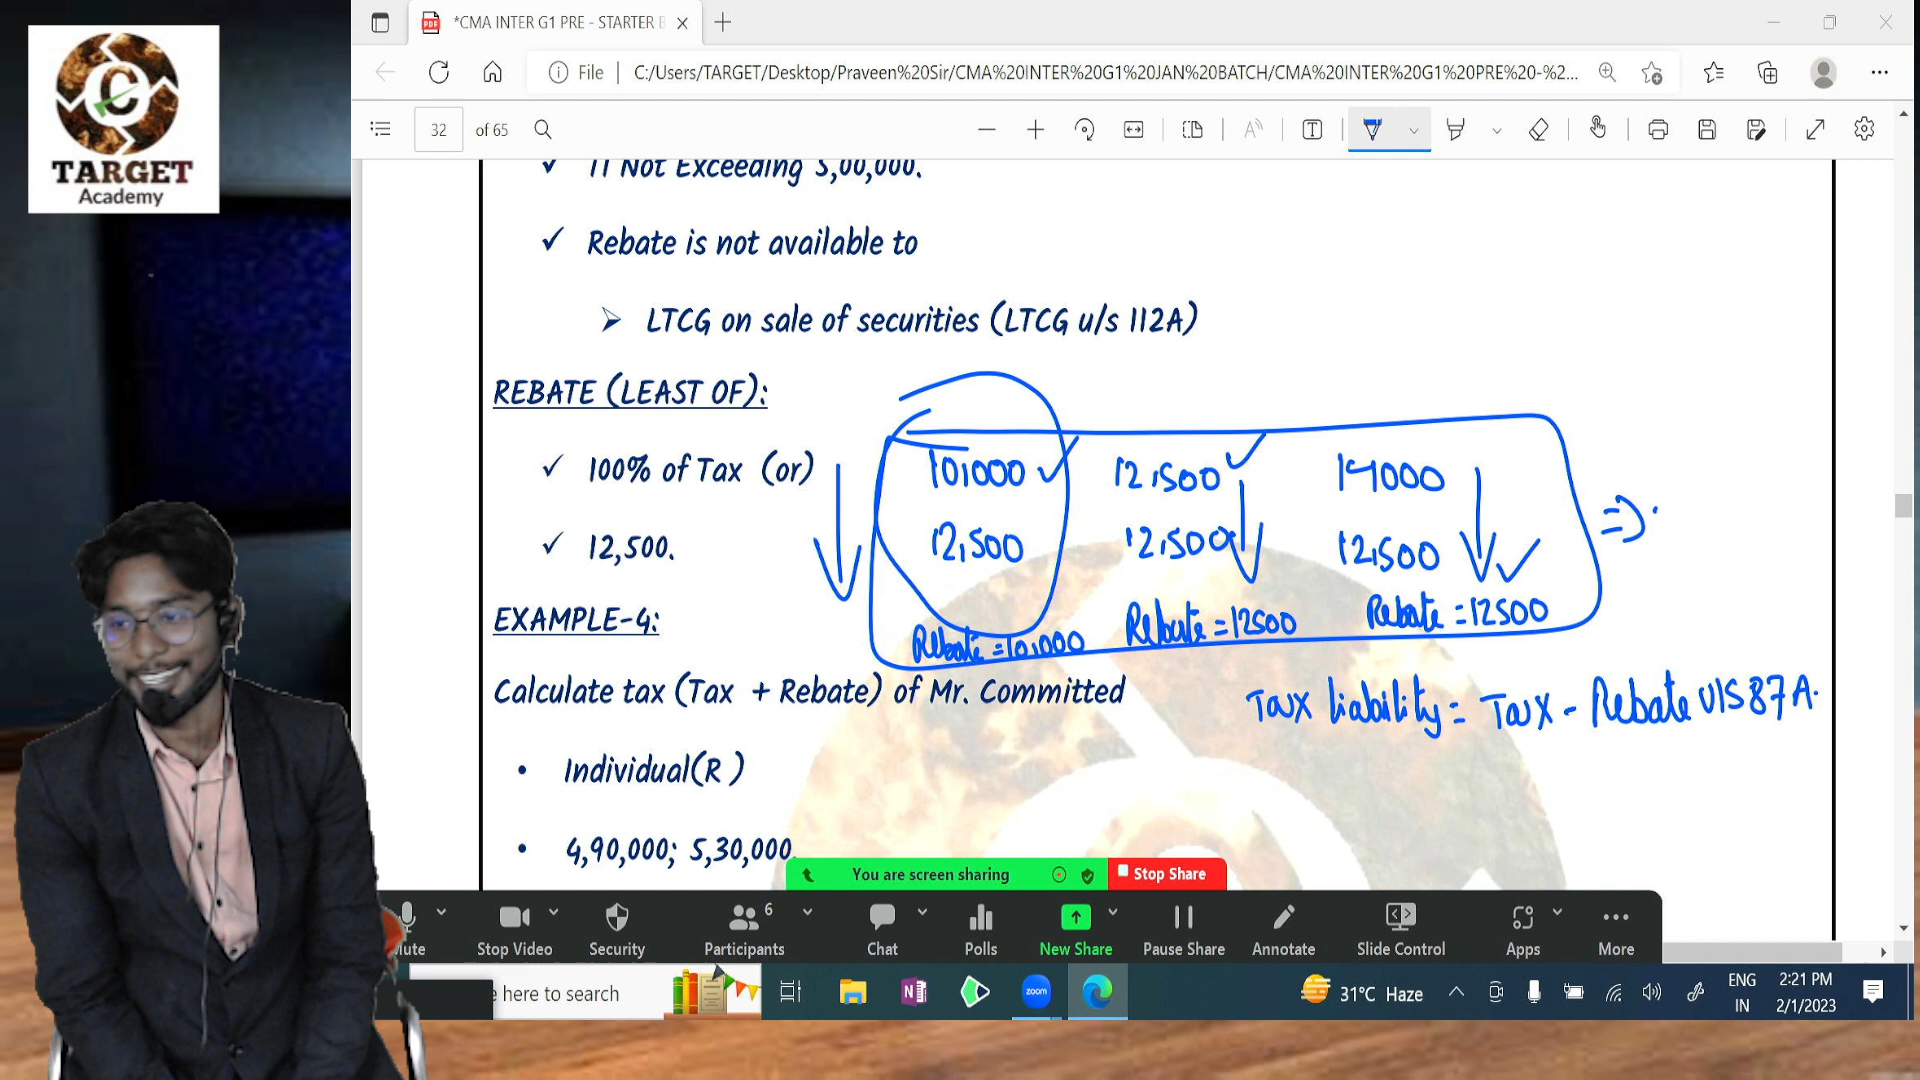 TARGET
Academy
*CMA INTER G1 PRE - STARTER B
File
C:/Users/TARGET/Desktop/Praveen%20Sir/CMA%20INTER%20G1%20JAN%20BATCH/CMA%20INTER%20G1%20PRE%20-%2...
32 of 65
TI Not Exceeding 5,00,000.
Rebate is not available to
LTCG on sale of securities (LTCG u/s 112A)
REBATE (LEAST OF):
100% of Tax (or) 10,000 12,500 14000
12,500. 12,500 12,500 12,500
Rebate =10,000 Rebate =12500 Rebate =12500
EXAMPLE-4:
Calculate tax (Tax + Rebate) of Mr. Committed
Tax liability = Tax - Rebate U/S 87A.
Individual(R )
4,90,000; 5,30,000.
You are screen sharing Stop Share
6
Mute Stop Video Security Participants Chat Polls New Share Pause Share Annotate Slide Control Apps More
e here to search
zoom
31°C Haze
ENG
IN
2:21 PM
2/1/2023